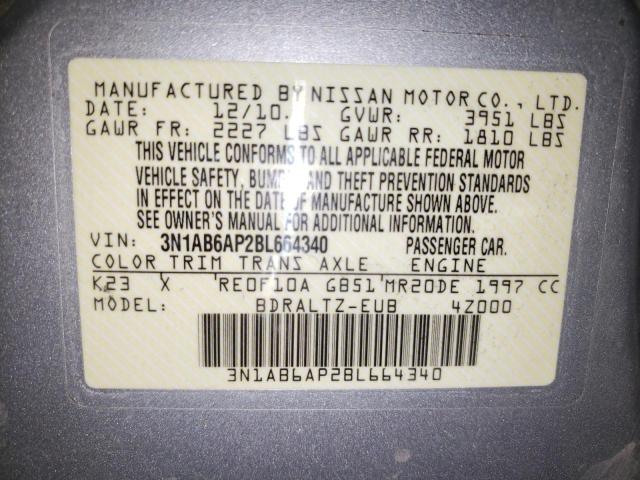 MANUFACTURED BY NISSAN MOTOR CO., LTD.
DATE: 12/10. GVWR: 3951 LBS
GAWR FR: 2227 LBS GAWR RR: 1810 LBS
THIS VEHICLE CONFORMS TO ALL APPLICABLE FEDERAL MOTOR
VEHICLE SAFETY, BUMPER AND THEFT PREVENTION STANDARDS
IN EFFECT ON THE DATE OF MANUFACTURE SHOWN ABOVE.
SEE OWNER'S MANUAL FOR ADDITIONAL INFORMATION.
VIN: 3N1AB6AP2BL664340 PASSENGER CAR.
COLOR TRIM TRANS AXLE ENGINE
K23 X RE0F10A GB51 MR20DE 1997 CC
MODEL: BDRALTZ-EUB 4Z000
3N1AB6AP2BL664340